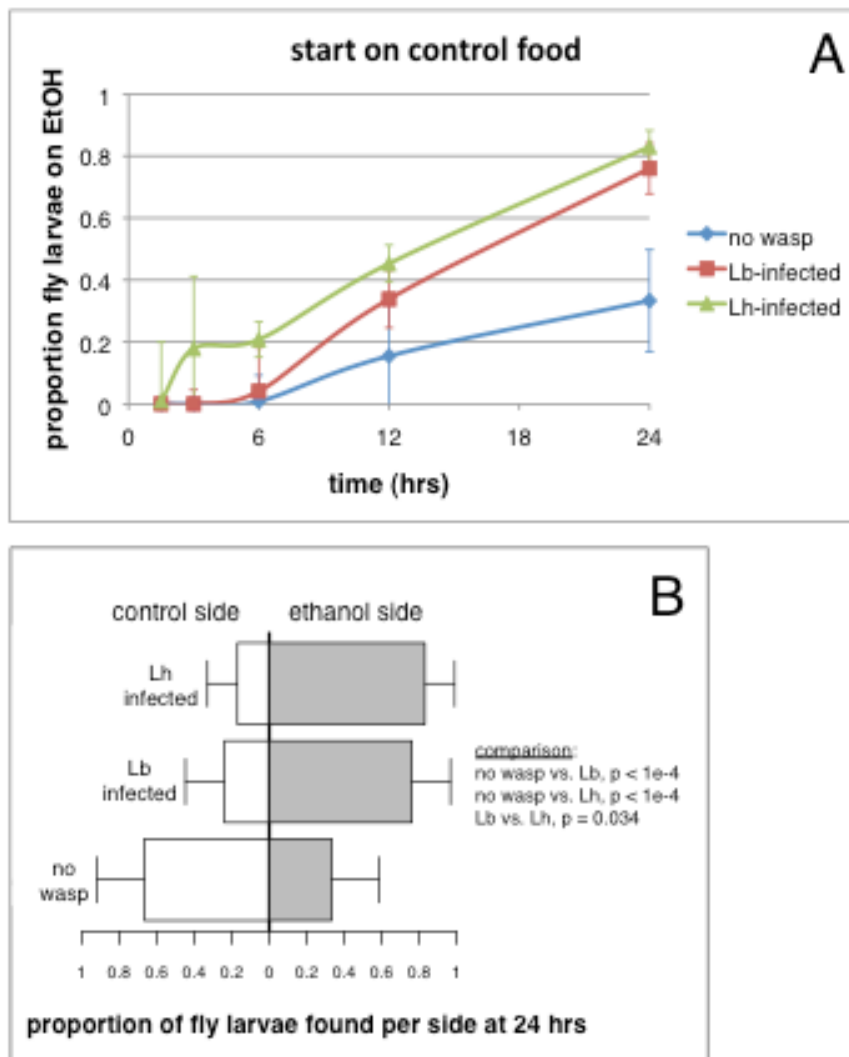 start on control food
A
proportion fly larvae on EtOH
1
0.8
0.6
0.4
0.2
0
0 6 12 18 24
time (hrs)
no wasp
Lb-infected
Lh-infected
B
control side ethanol side
Lh
infected
Lb
infected
no
wasp
comparison:
no wasp vs. Lb, p < 1e-4
no wasp vs. Lh, p < 1e-4
Lb vs. Lh, p = 0.034
1 0.8 0.6 0.4 0.2 0 0.2 0.4 0.6 0.8 1
proportion of fly larvae found per side at 24 hrs